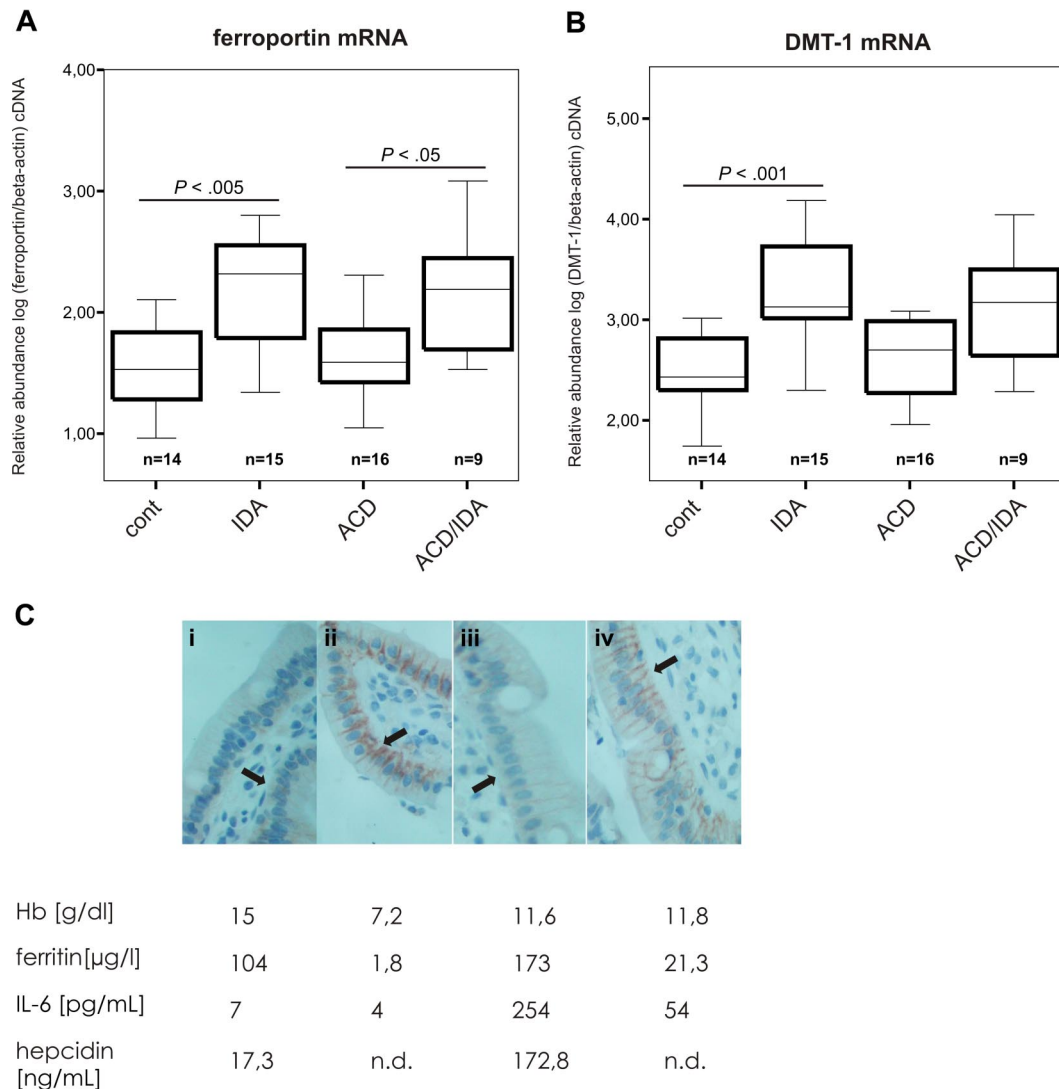 A
ferroportin mRNA
Relative abundance log (ferroportin/beta-actin) cDNA
4,00
3,00
2,00
1,00
P < .005
P < .05
n=14 n=15 n=16 n=9
cont IDA ACD ACD/IDA
B
DMT-1 mRNA
Relative abundance log (DMT-1/beta-actin) cDNA
5,00
4,00
3,00
2,00
P < .001
n=14 n=15 n=16 n=9
cont IDA ACD ACD/IDA
C
i ii iii iv
Hb [g/dl] 15 7,2 11,6 11,8
ferritin[µg/l] 104 1,8 173 21,3
IL-6 [pg/mL] 7 4 254 54
hepcidin
[ng/mL] 17,3 n.d. 172,8 n.d.